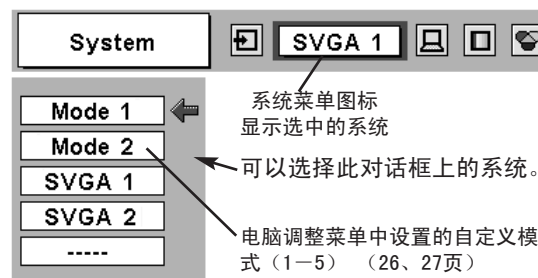 System
SVGA 1
系统菜单图标
显示选中的系统
Mode 1
Mode 2
SVGA 1
SVGA 2
-----
可以选择此对话框上的系统。
电脑调整菜单中设置的自定义模
式（1－5） （26、27页）